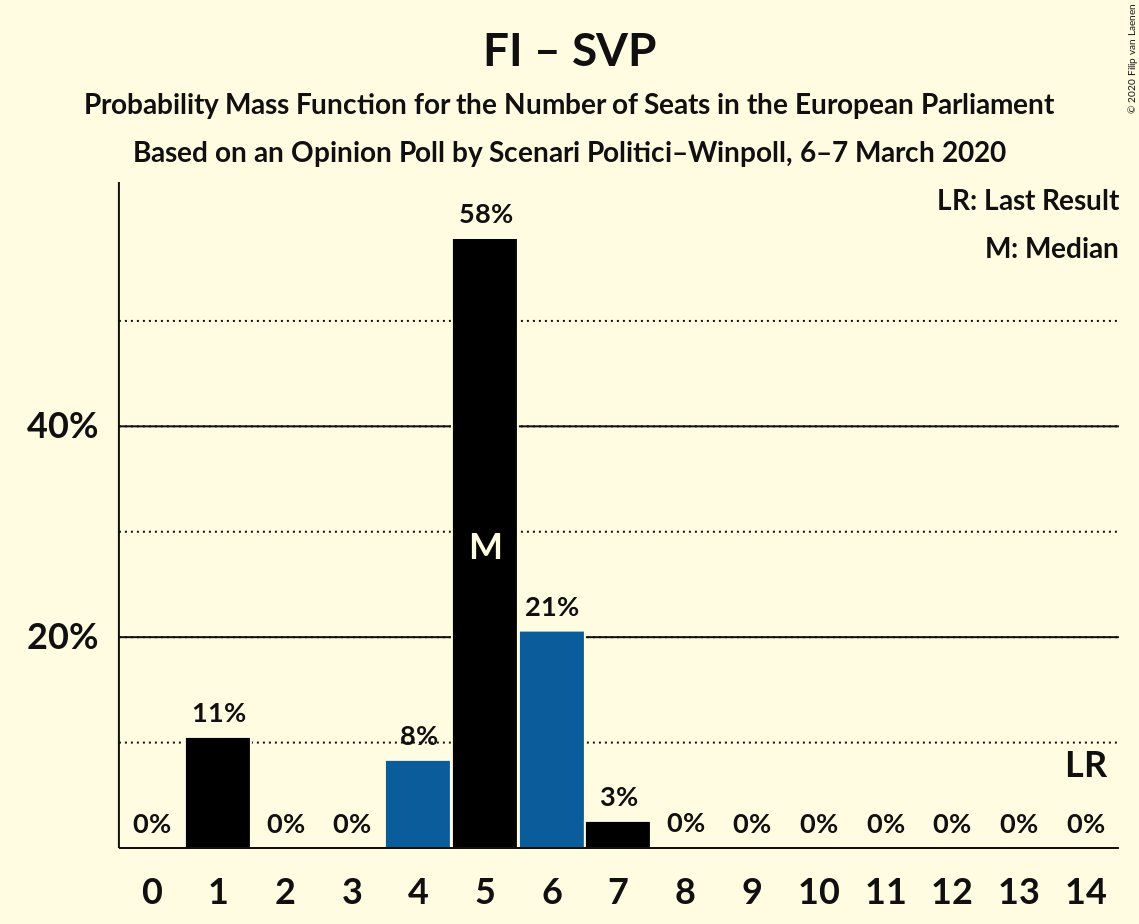 FI – SVP
Probability Mass Function for the Number of Seats in the European Parliament
Based on an Opinion Poll by Scenari Politici–Winpoll, 6–7 March 2020
© 2020 Filip van Laenen
LR: Last Result
M: Median
58%
40%
M
21%
20%
11%
8%
LR
3%
0% 0% 0% 0% 0% 0% 0% 0% 0% 0%
0 1 2 3 4 5 6 7 8 9 10 11 12 13 14